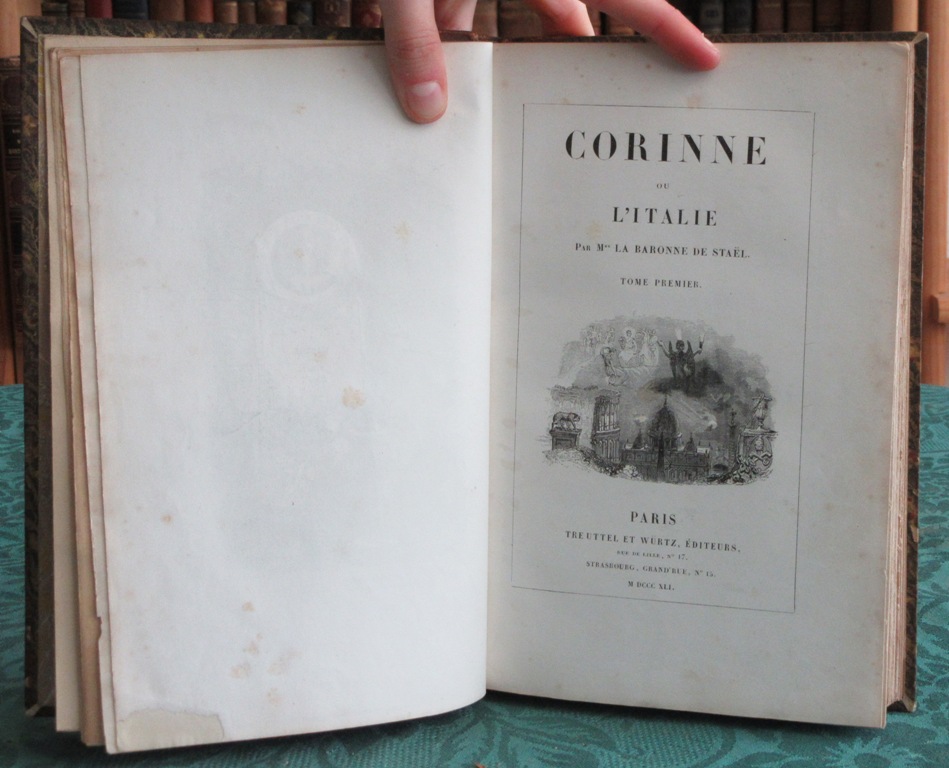 CORINNE
OU
L'ITALIE
PAR Mme LA BARONNE DE STAËL.
TOME PREMIER.
PARIS
TREUTTEL ET WÜRTZ, ÉDITEURS,
RUE DE LILLE, N° 17.
STRASBOURG, GRAND'RUE, N° 15.
M DCCC XLI.